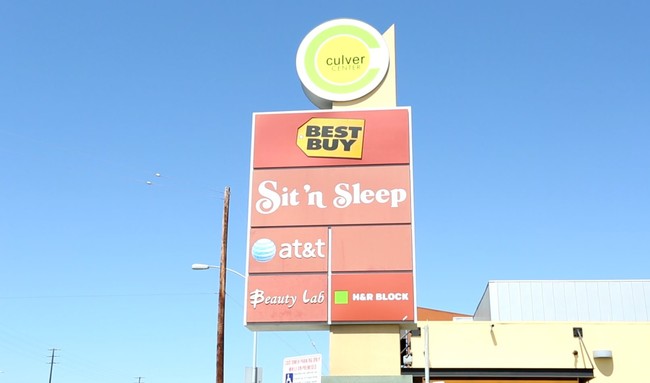 culver
CENTER
BEST
BUY
Sit 'n Sleep
at&t
Beauty Lab
H&R BLOCK